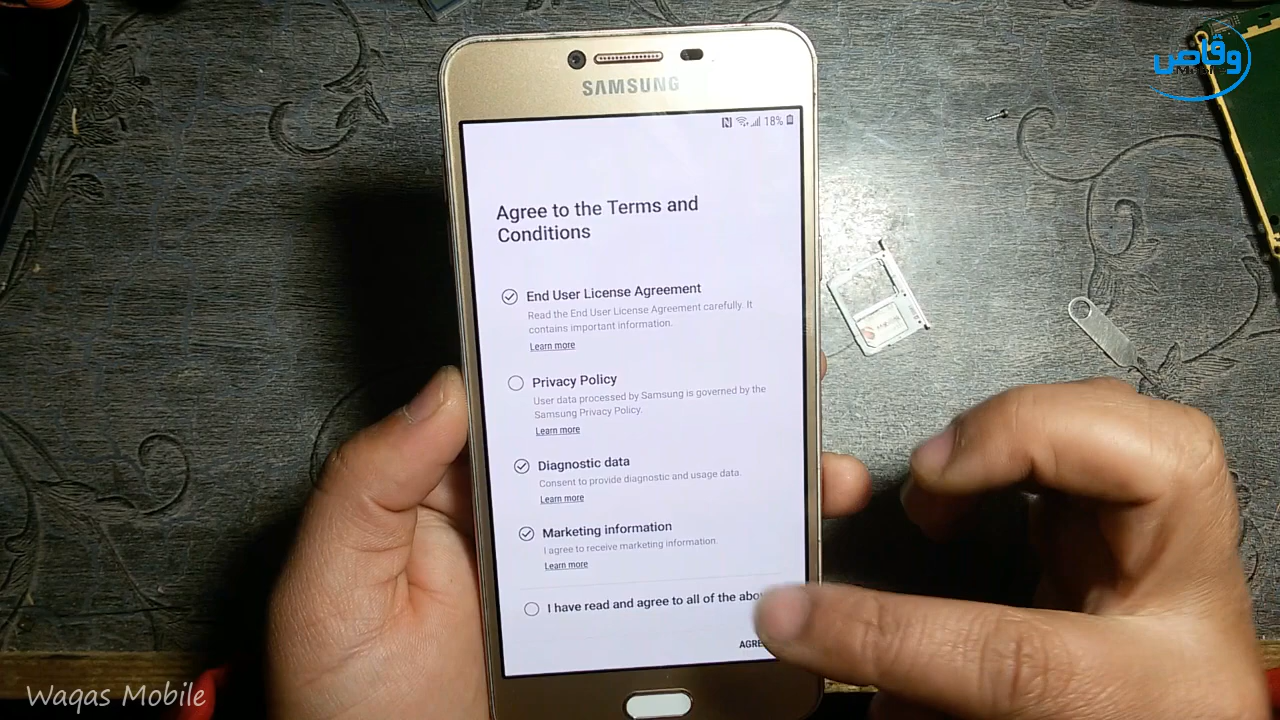 وقاص
Mobile
SAMSUNG
18%
Agree to the Terms and
Conditions
End User License Agreement
Read the End User License Agreement carefully. It
contains important information.
Learn more
Privacy Policy
User data processed by Samsung is governed by the
Samsung Privacy Policy.
Learn more
Diagnostic data
Consent to provide diagnostic and usage data.
Learn more
Marketing information
I agree to receive marketing information.
Learn more
I have read and agree to all of the
Waqas Mobile